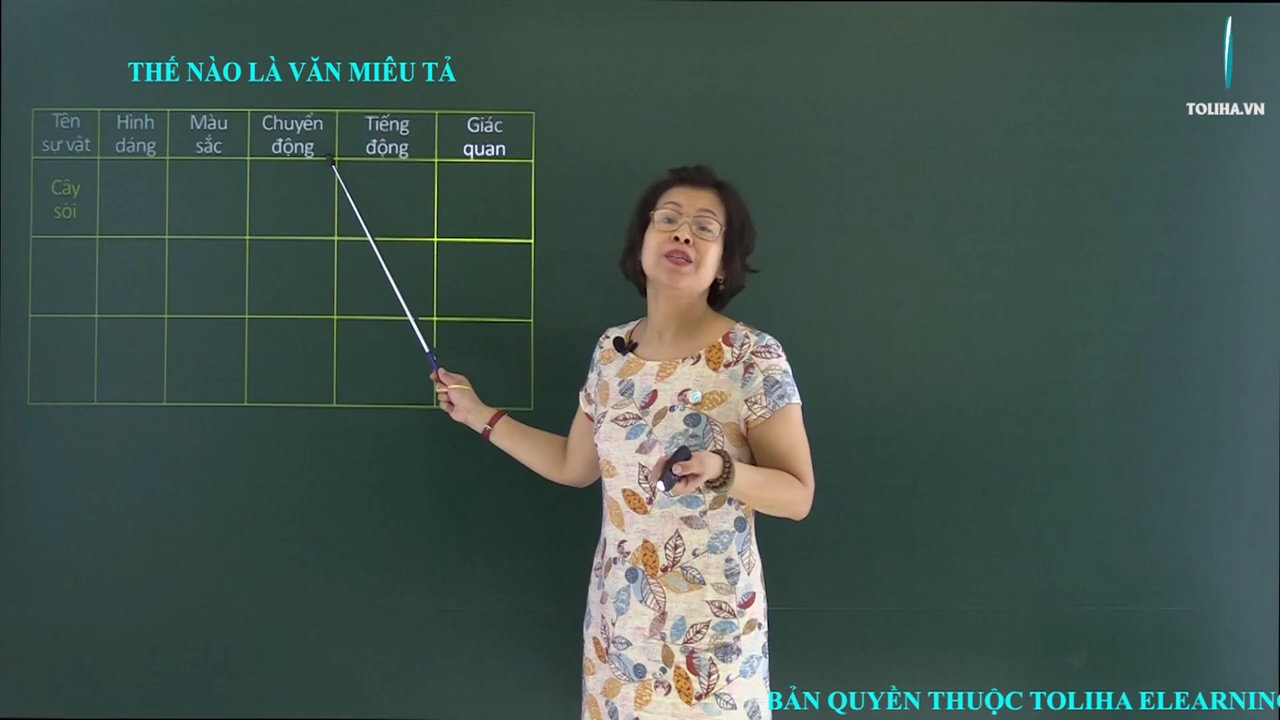 THẾ NÀO LÀ VĂN MIÊU TẢ
TOLIHA.VN
Tên
sự vật
Hình
dáng
Màu
sắc
Chuyển
động
Tiếng
động
Giác
quan
Cây
sòi
BẢN QUYỀN THUỘC TOLIHA ELEARNING